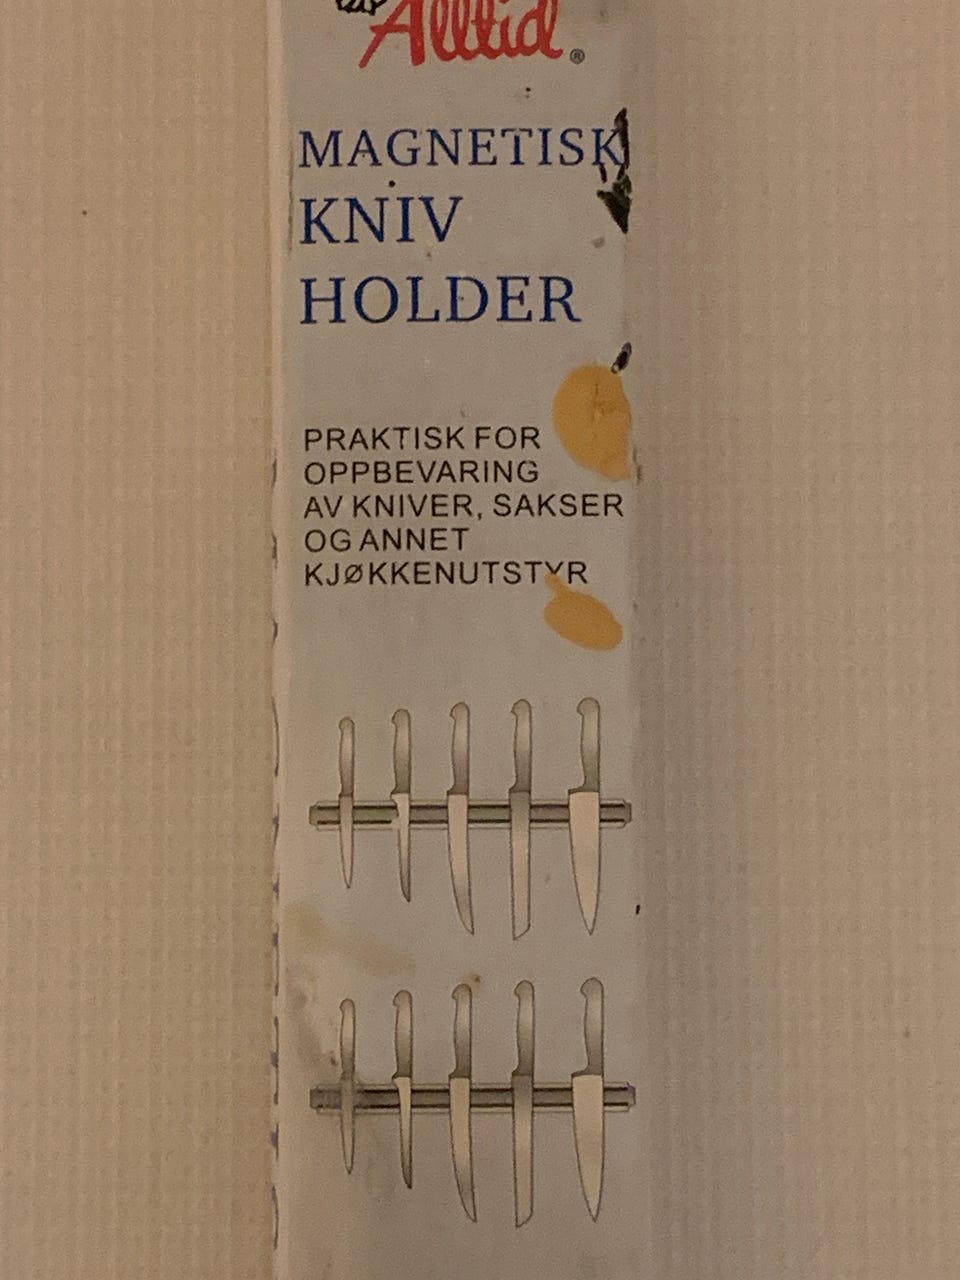 Alltid®
MAGNETISK
KNIV
HOLDER
PRAKTISK FOR
OPPBEVARING
AV KNIVER, SAKSER
OG ANNET
KJØKKENUTSTYR